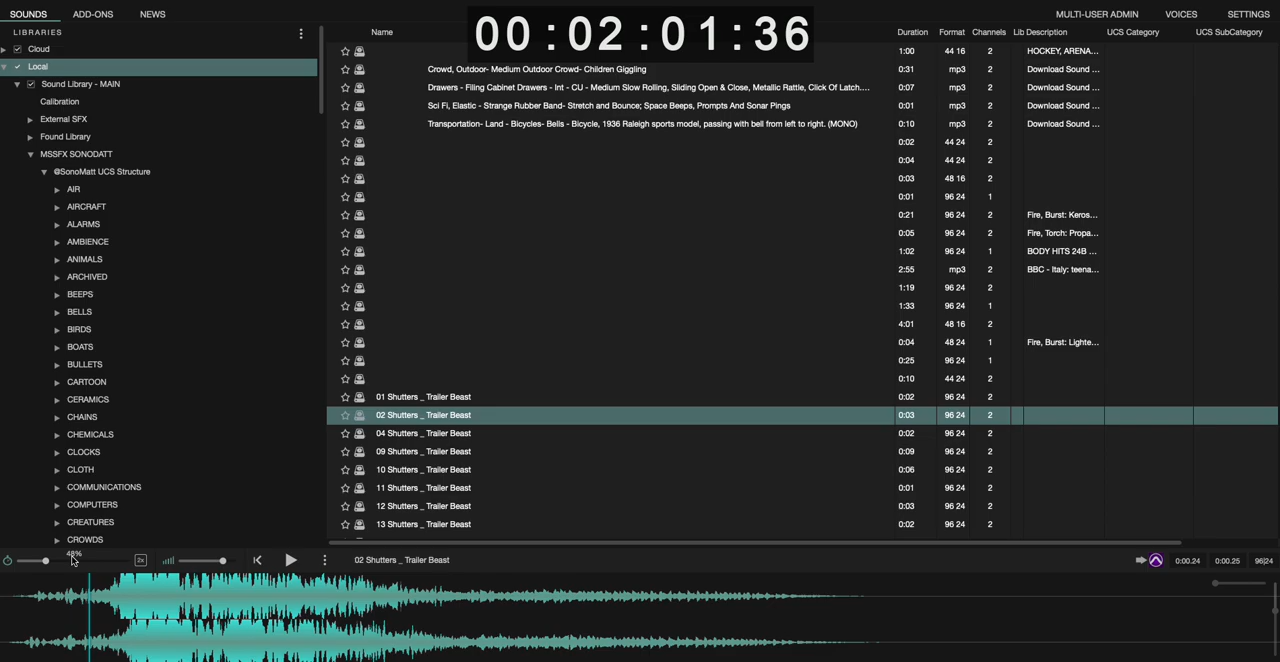 SOUNDS ADD-ONS NEWS 00:02:01:36 MULTI-USER ADMIN VOICES SETTINGS
LIBRARIES Name Duration Format Channels Lib Description UCS Category UCS SubCategory
Cloud 1:00 44 16 2 HOCKEY, ARENA...
Local Crowd, Outdoor- Medium Outdoor Crowd- Children Giggling 0:31 mp3 2 Download Sound ...
Sound Library - MAIN Drawers - Filing Cabinet Drawers - Int - CU - Medium Slow Rolling, Sliding Open & Close, Metallic Rattle, Click Of Latch.... 0:07 mp3 2 Download Sound ...
Calibration Sci Fi, Elastic - Strange Rubber Band- Stretch and Bounce; Space Beeps, Prompts And Sonar Pings 0:01 mp3 2 Download Sound ...
External SFX Transportation- Land - Bicycles- Bells - Bicycle, 1936 Raleigh sports model, passing with bell from left to right. (MONO) 0:10 mp3 2 Download Sound ...
Found Library 0:02 44 24 2
MSSFX SONODATT 0:04 44 24 2
@SonoMatt UCS Structure 0:03 48 16 2
AIR 0:01 96 24 1
AIRCRAFT 0:21 96 24 2 Fire, Burst: Keros...
ALARMS 0:05 96 24 2 Fire, Torch: Propa...
AMBIENCE 1:02 96 24 1 BODY HITS 24B ...
ANIMALS 2:55 mp3 2 BBC - Italy: teena...
ARCHIVED 1:19 96 24 2
BEEPS 1:33 96 24 1
BELLS 4:01 48 16 2
BIRDS 0:04 48 24 1 Fire, Burst: Lighte...
BOATS 0:25 96 24 1
BULLETS 0:10 44 24 2
CARTOON 01 Shutters _ Trailer Beast 0:02 96 24 2
CERAMICS 02 Shutters _ Trailer Beast 0:03 96 24 2
CHAINS 04 Shutters _ Trailer Beast 0:02 96 24 2
CHEMICALS 09 Shutters _ Trailer Beast 0:09 96 24 2
CLOCKS 10 Shutters _ Trailer Beast 0:06 96 24 2
CLOTH 11 Shutters _ Trailer Beast 0:01 96 24 2
COMMUNICATIONS 12 Shutters _ Trailer Beast 0:03 96 24 2
COMPUTERS 13 Shutters _ Trailer Beast 0:02 96 24 2
CREATURES
CROWDS
48% 2x 02 Shutters _ Trailer Beast 0:00.24 0:00.25 96|24